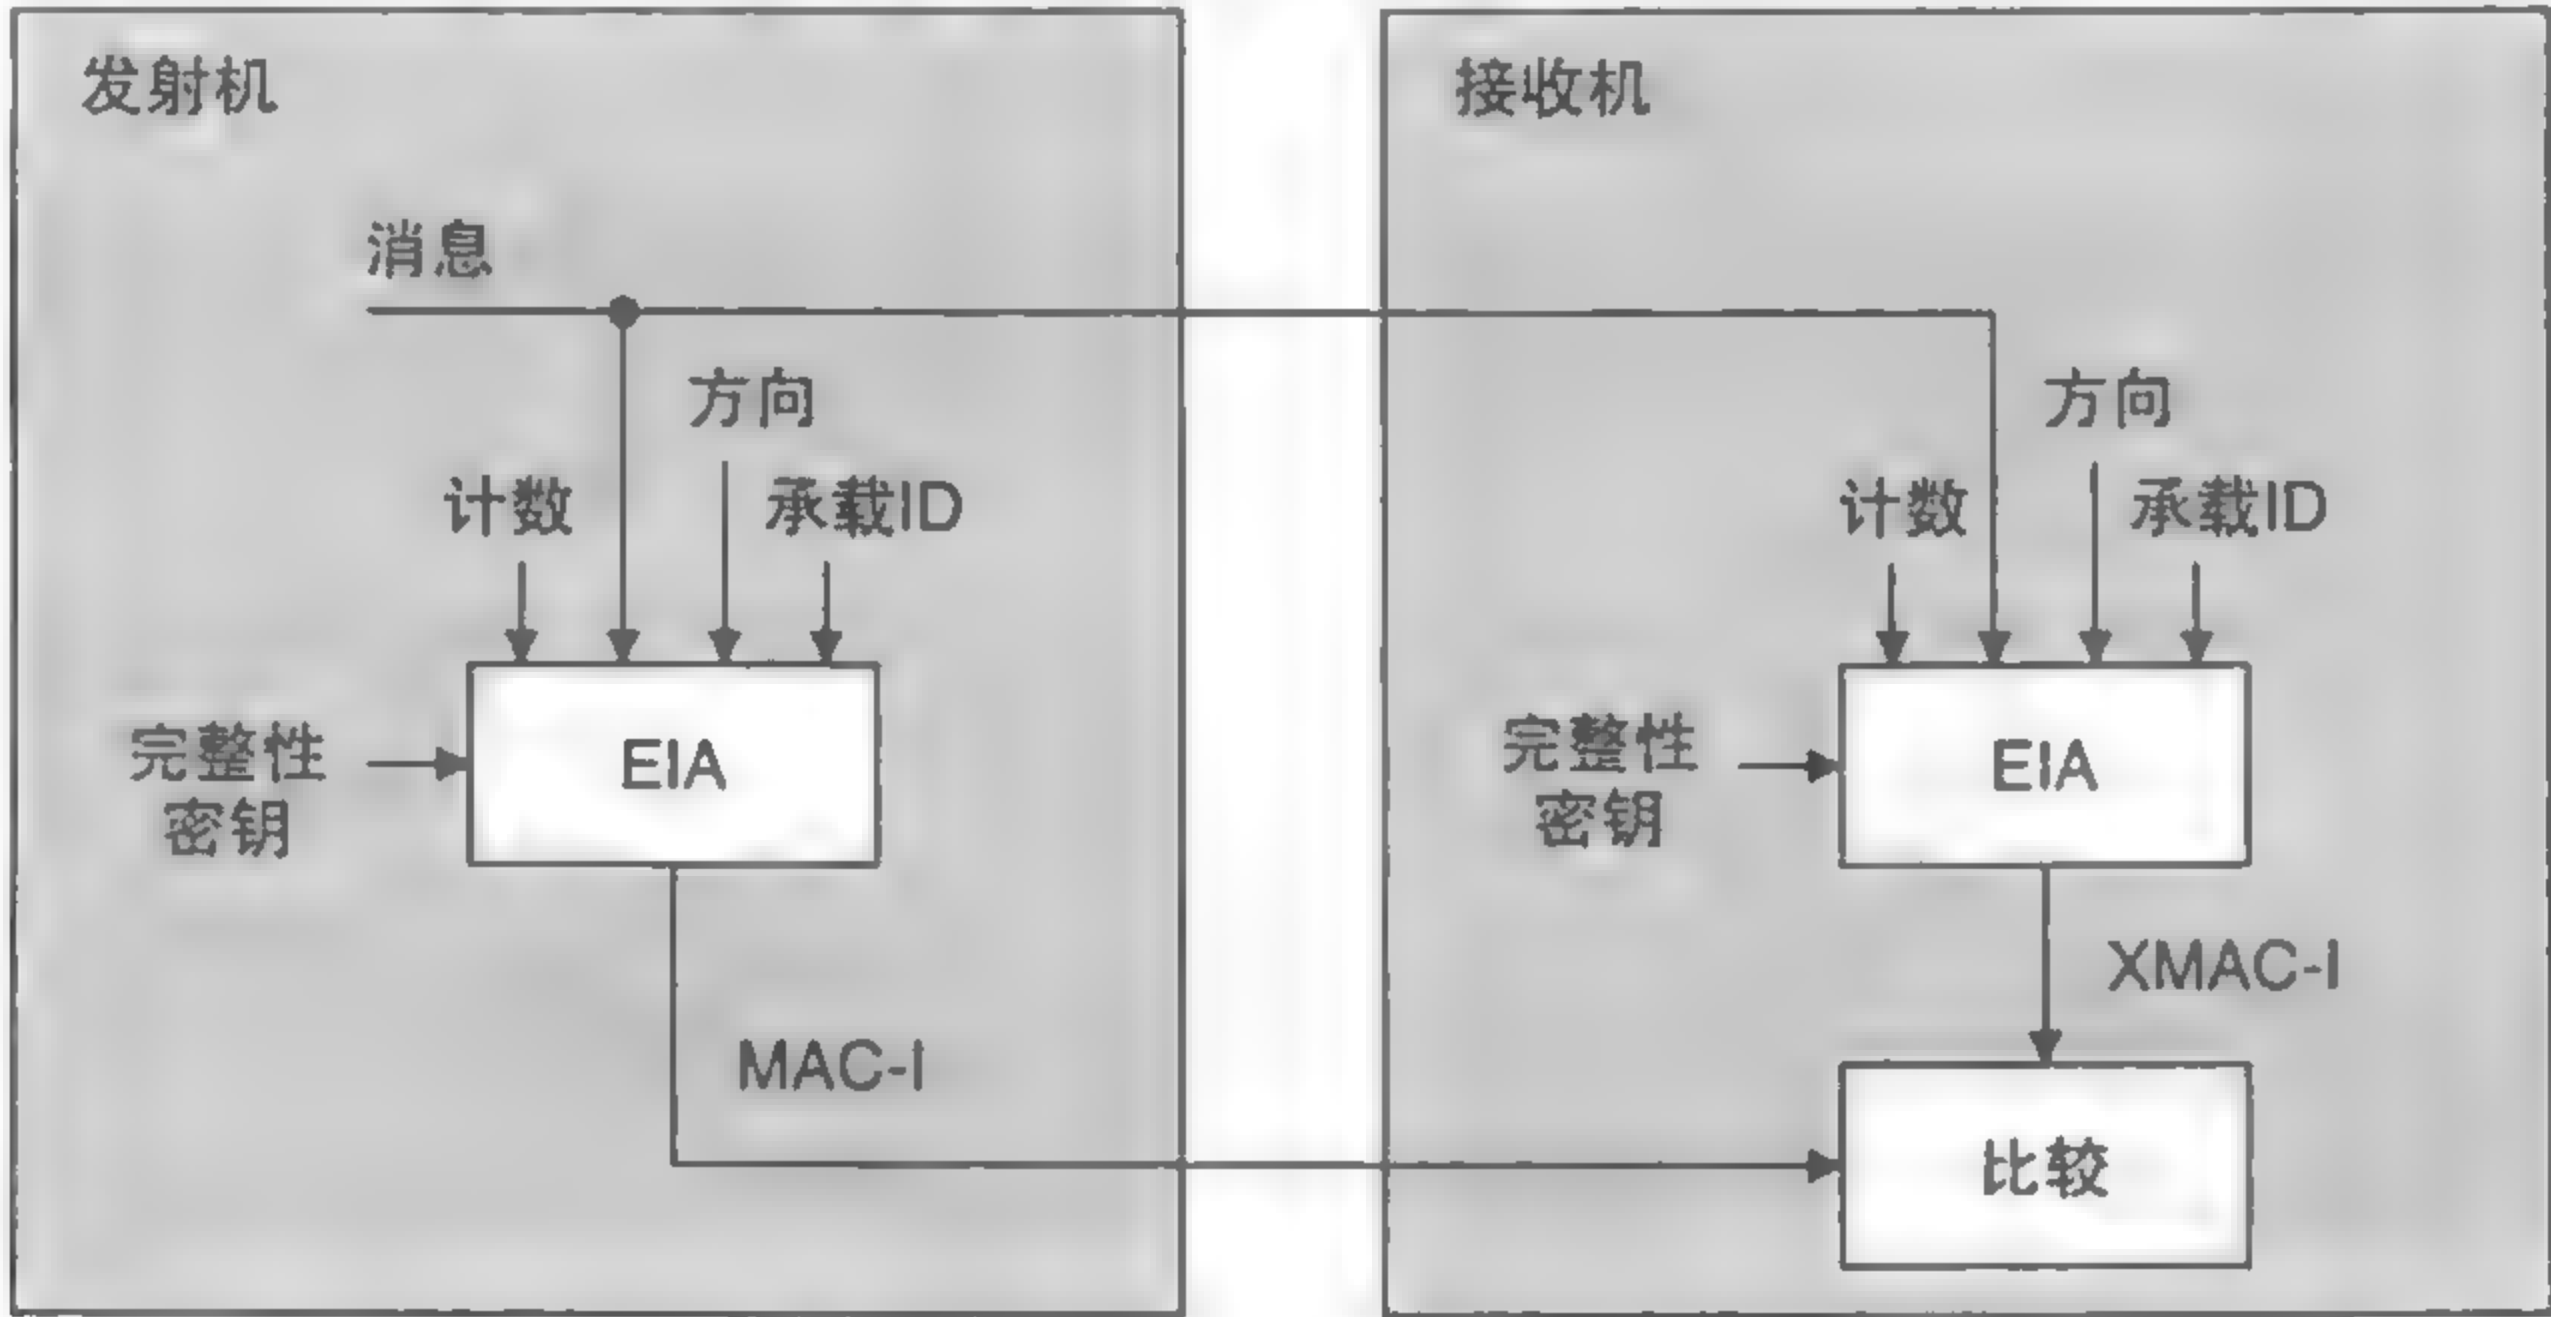 发射机
消息
方向
计数
承载ID
完整性
密钥
EIA
MAC-I
接收机
方向
计数
承载ID
完整性
密钥
EIA
XMAC-I
比较